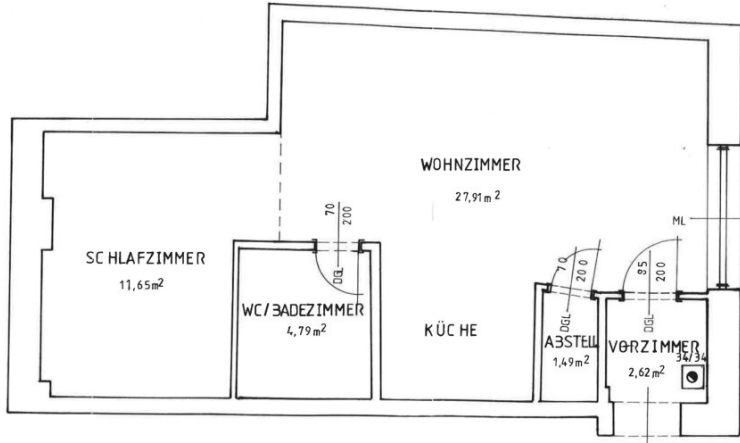 WOHNZIMMER
27,91m²
ML
70
200
SCHLAFZIMMER
11,65m²
DGL
WC/BADEZIMMER
4,79m²
KÜCHE
70
200
DGL
ABSTELL
1,49m²
85
200
DGL
VORZIMMER
34/34
2,62m²